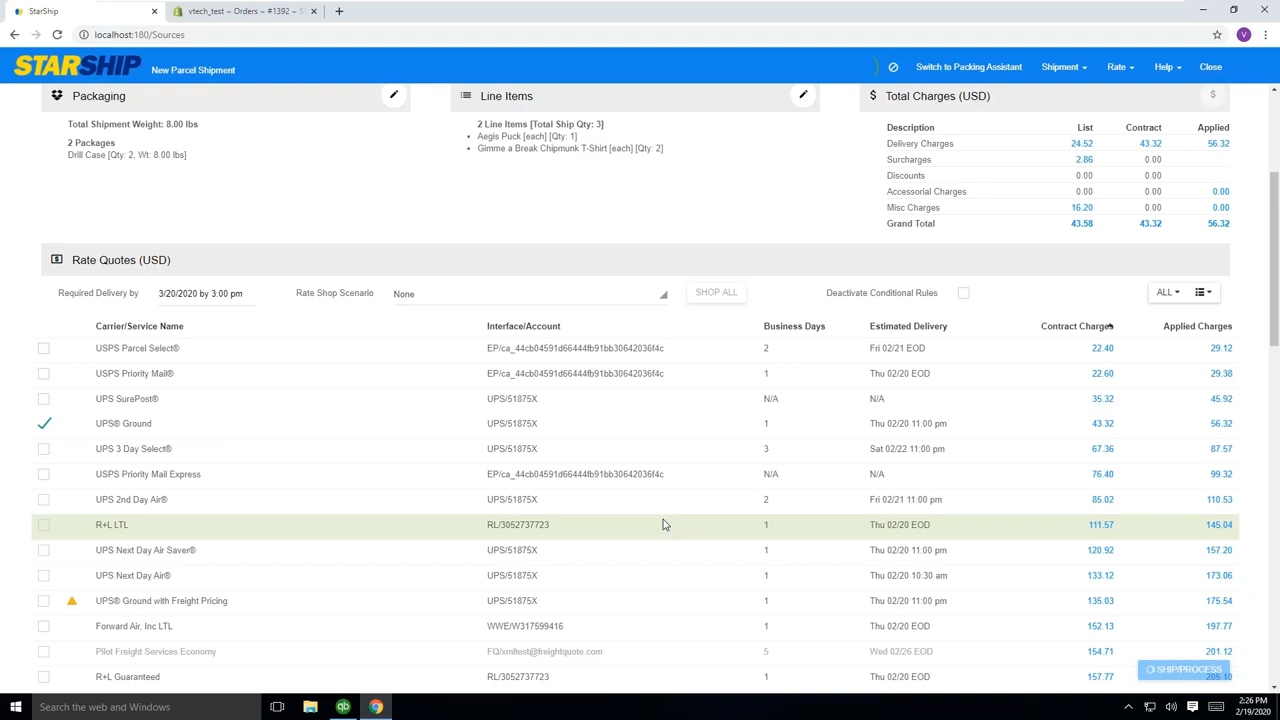 StarShip
vtech_test ~ Orders ~ #1392 ~ S
localhost:180/Sources
V
STARSHIP
New Parcel Shipment
Switch to Packing Assistant
Shipment
Rate
Help
Close
Packaging
Total Shipment Weight: 8.00 lbs
2 Packages
Drill Case [Qty: 2, Wt: 8.00 lbs]
Line Items
2 Line Items [Total Ship Qty: 3]
Aegis Puck [each] [Qty: 1]
Gimme a Break Chipmunk T-Shirt [each] [Qty: 2]
$ Total Charges (USD) $
Description List Contract Applied
Delivery Charges 24.52 43.32 56.32
Surcharges 2.86 0.00
Discounts 0.00 0.00
Accessorial Charges 0.00 0.00 0.00
Misc Charges 16.20 0.00 0.00
Grand Total 43.58 43.32 56.32
Rate Quotes (USD)
Required Delivery by 3/20/2020 by 3:00 pm Rate Shop Scenario None SHOP ALL Deactivate Conditional Rules ALL
Carrier/Service Name Interface/Account Business Days Estimated Delivery Contract Charges Applied Charges
USPS Parcel Select® EP/ca_44cb04591d66444fb91bb30642036f4c 2 Fri 02/21 EOD 22.40 29.12
USPS Priority Mail® EP/ca_44cb04591d66444fb91bb30642036f4c 1 Thu 02/20 EOD 22.60 29.38
UPS SurePost® UPS/51875X N/A N/A 35.32 45.92
UPS® Ground UPS/51875X 1 Thu 02/20 11:00 pm 43.32 56.32
UPS 3 Day Select® UPS/51875X 3 Sat 02/22 11:00 pm 67.36 87.57
USPS Priority Mail Express EP/ca_44cb04591d66444fb91bb30642036f4c N/A N/A 76.40 99.32
UPS 2nd Day Air® UPS/51875X 2 Fri 02/21 11:00 pm 85.02 110.53
R+L LTL RL/3052737723 1 Thu 02/20 EOD 111.57 145.04
UPS Next Day Air Saver® UPS/51875X 1 Thu 02/20 11:00 pm 120.92 157.20
UPS Next Day Air® UPS/51875X 1 Thu 02/20 10:30 am 133.12 173.06
UPS® Ground with Freight Pricing UPS/51875X 1 Thu 02/20 11:00 pm 135.03 175.54
Forward Air, Inc LTL WWE/W317599416 1 Thu 02/20 EOD 152.13 197.77
Pilot Freight Services Economy FQ/xmltest@freightquote.com 5 Wed 02/26 EOD 154.71 201.12
SHIP/PROCESS
R+L Guaranteed RL/3052737723 1 Thu 02/20 EOD 157.77 205.10
Search the web and Windows
qb
2:26 PM
2/19/2020